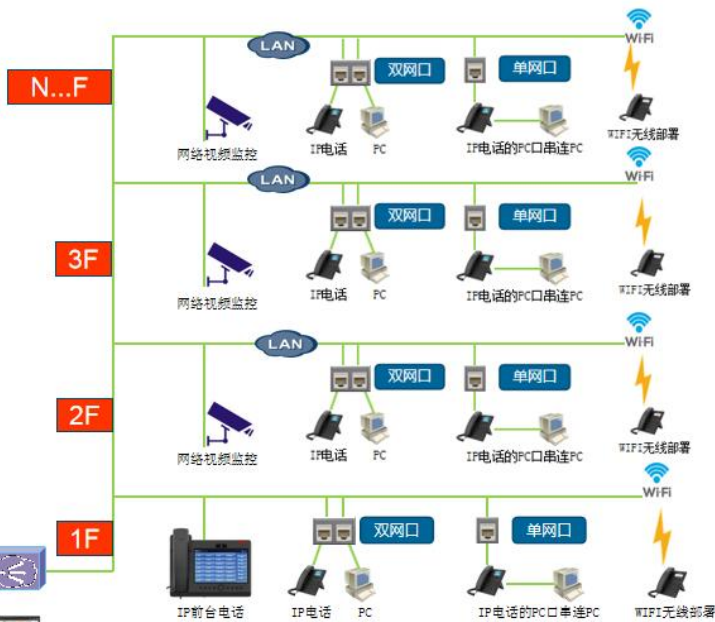 WiFi
LAN
双网口
单网口
N...F
网络视频监控
IP电话
PC
IP电话的PC口串连PC
WIFI无线部署
WiFi
LAN
双网口
单网口
3F
网络视频监控
IP电话
PC
IP电话的PC口串连PC
WIFI无线部署
WiFi
LAN
双网口
单网口
2F
网络视频监控
IP电话
PC
IP电话的PC口串连PC
WIFI无线部署
WiFi
双网口
单网口
1F
IP前台电话
IP电话
PC
IP电话的PC口串连PC
WIFI无线部署